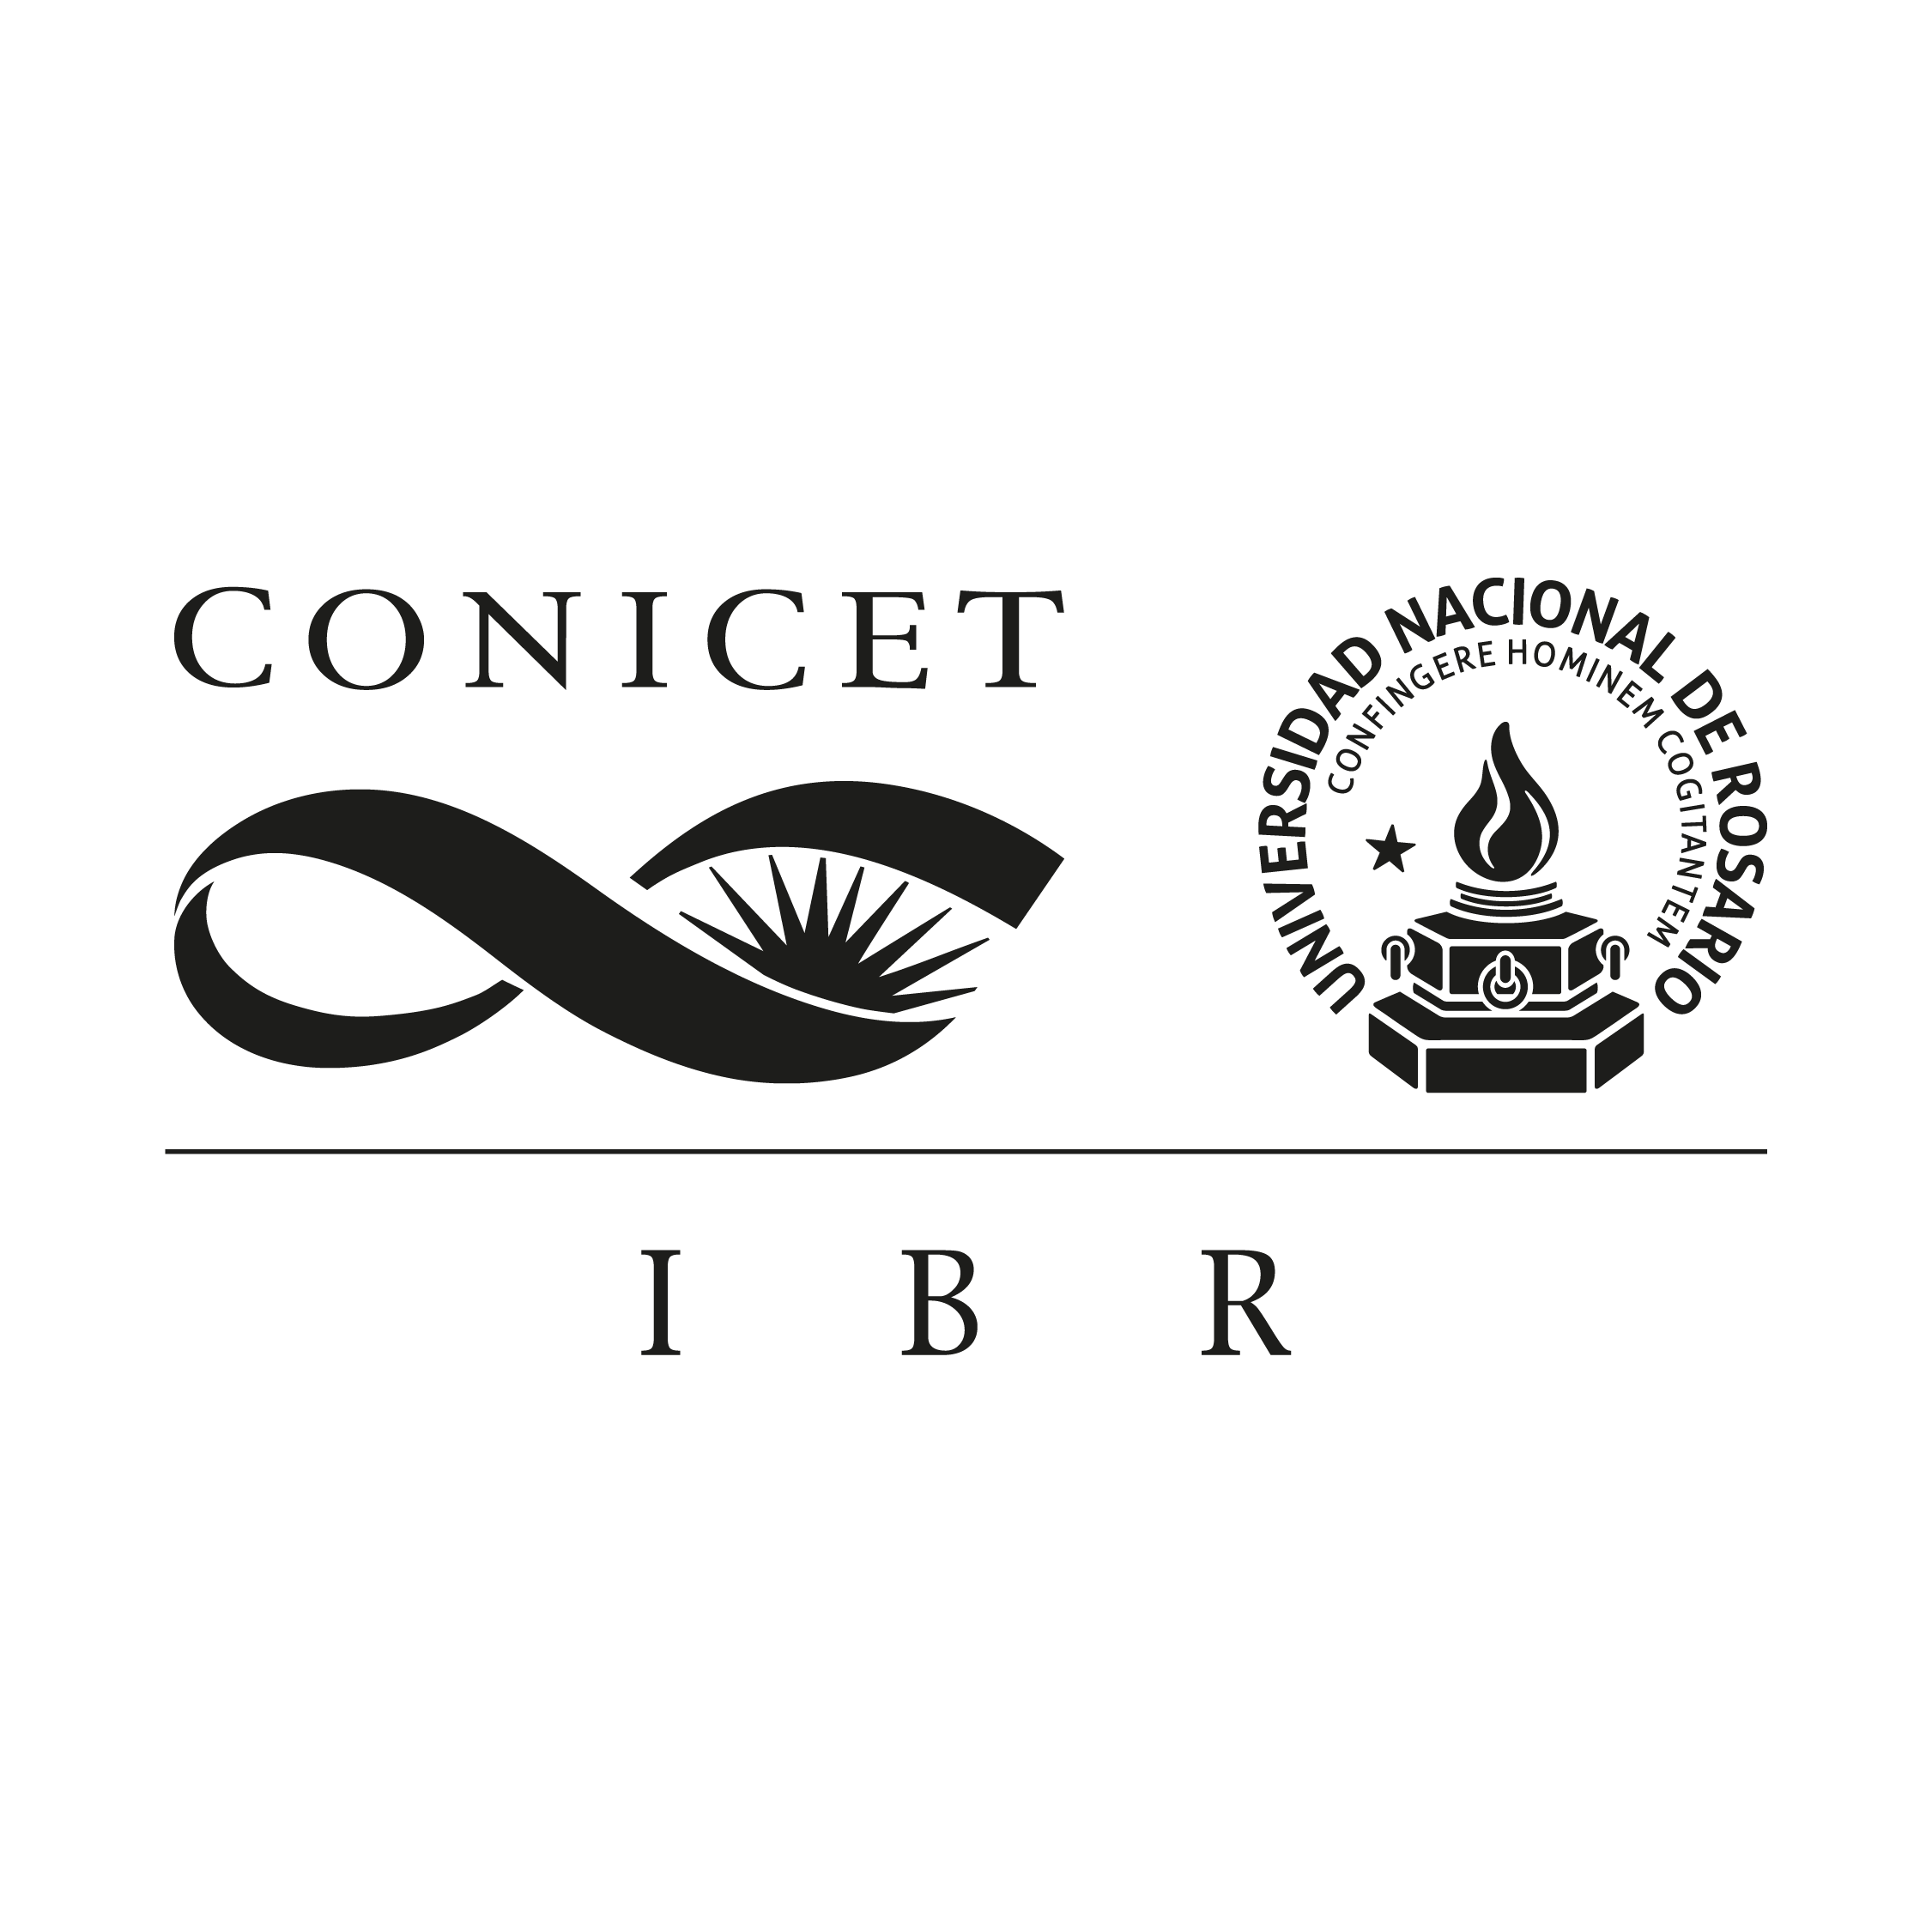 CONICET
UNIVERSIDAD NACIONAL DE ROSARIO
CONFINGERE HOMINEM COGITANTEM
I B R